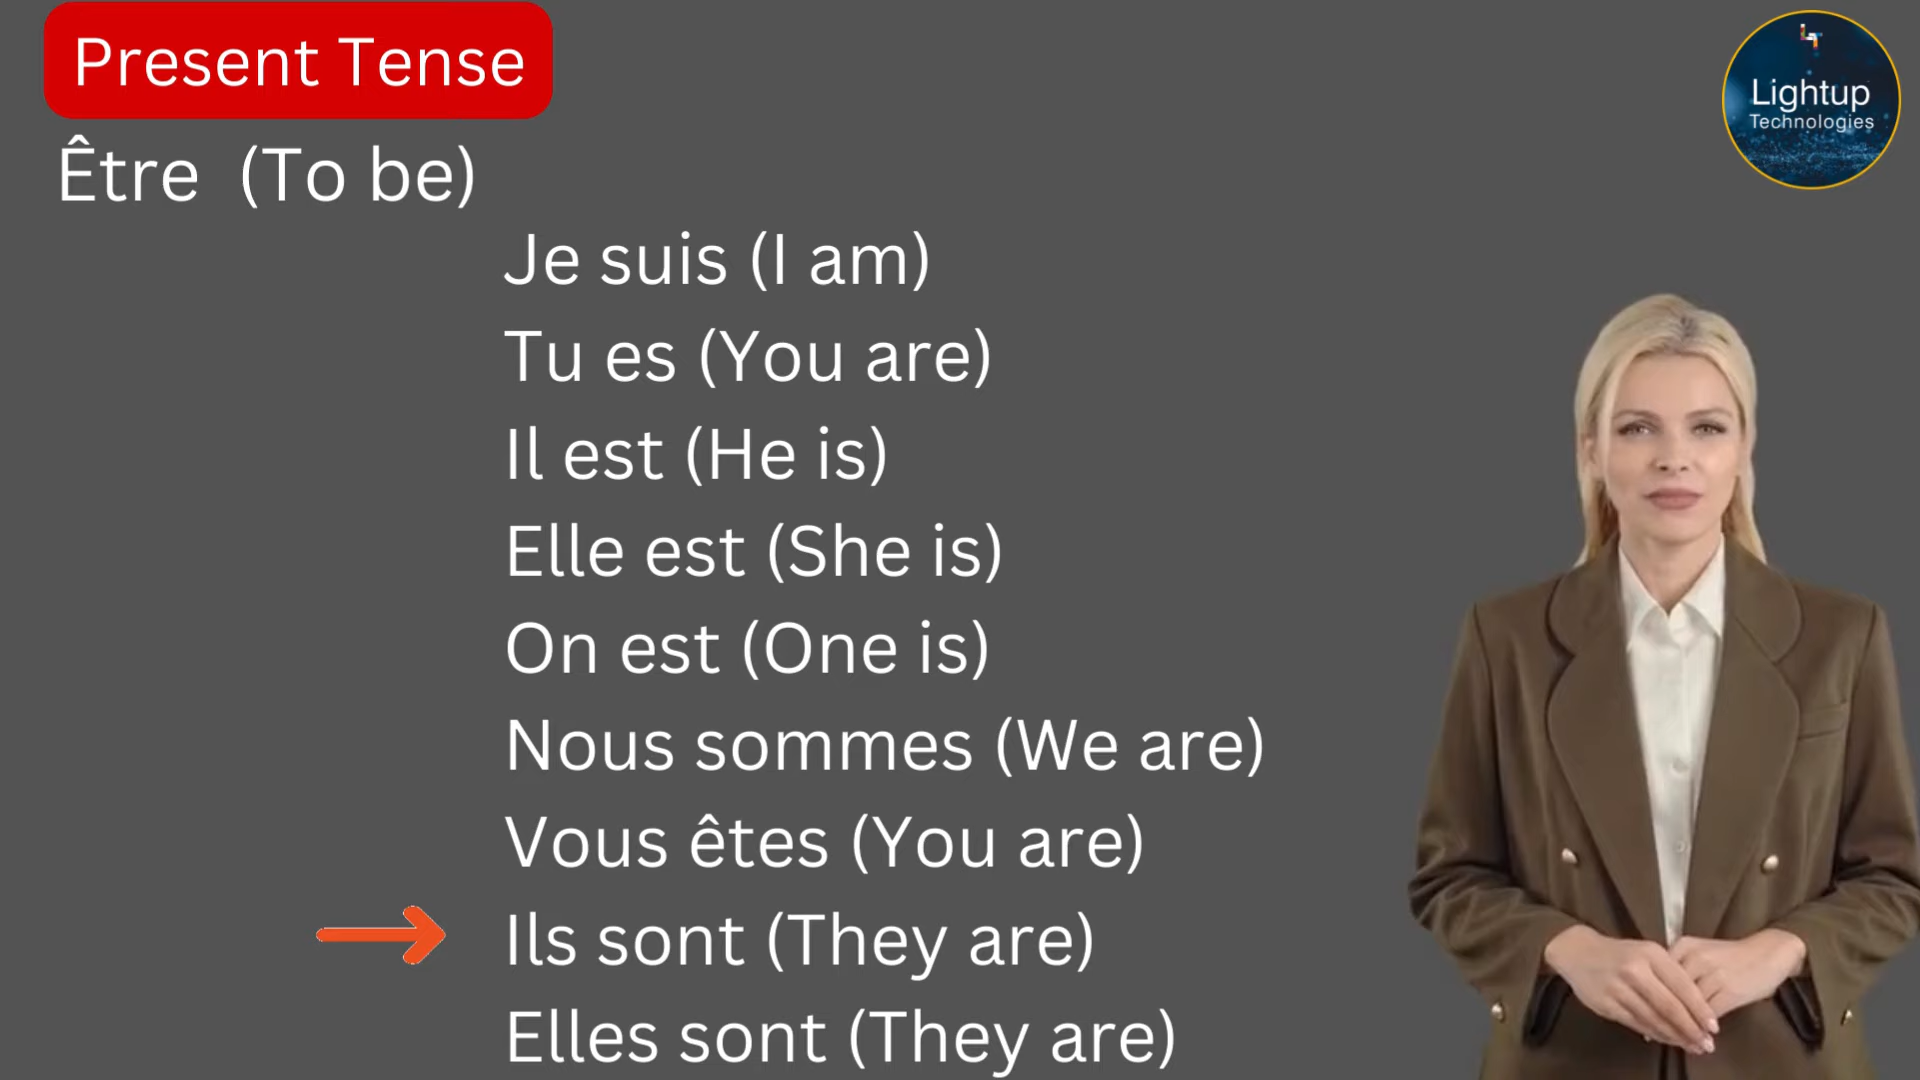 Present Tense
Lightup
Technologies
Être (To be)
Je suis (I am)
Tu es (You are)
Il est (He is)
Elle est (She is)
On est (One is)
Nous sommes (We are)
Vous êtes (You are)
Ils sont (They are)
Elles sont (They are)